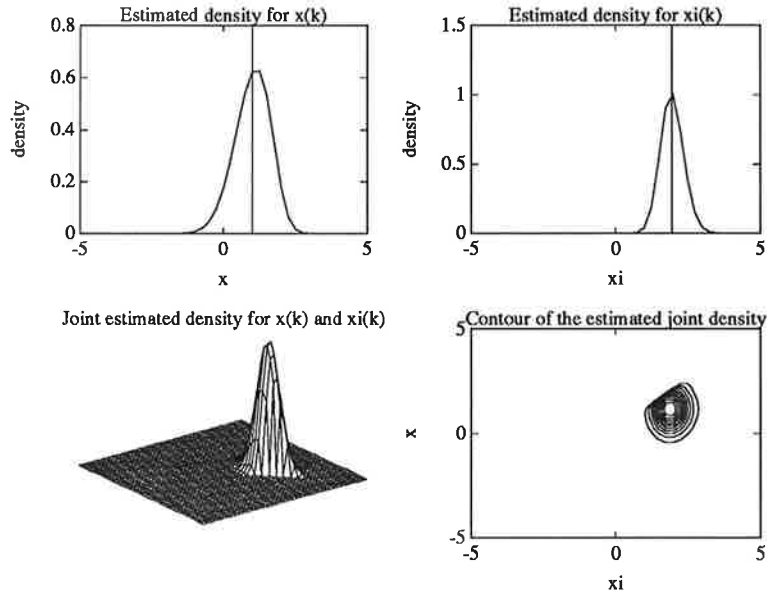 Estimated density for x(k)
0.8
0.6
0.4
0.2
0
density
-5
0
5
x
Estimated density for xi(k)
1.5
1
0.5
0
density
-5
0
5
xi
Joint estimated density for x(k) and xi(k)
Contour of the estimated joint density
5
0
-5
x
-5
0
5
xi